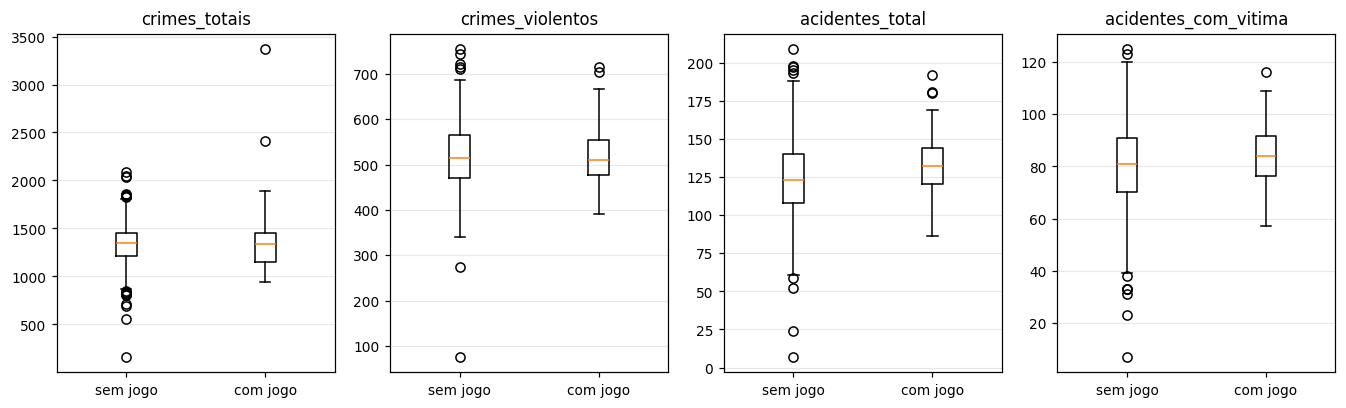 crimes_totais
3500
3000
2500
2000
1500
1000
500
sem jogo
com jogo
crimes_violentos
700
600
500
400
300
200
100
sem jogo
com jogo
acidentes_total
200
175
150
125
100
75
50
25
0
sem jogo
com jogo
acidentes_com_vitima
120
100
80
60
40
20
sem jogo
com jogo